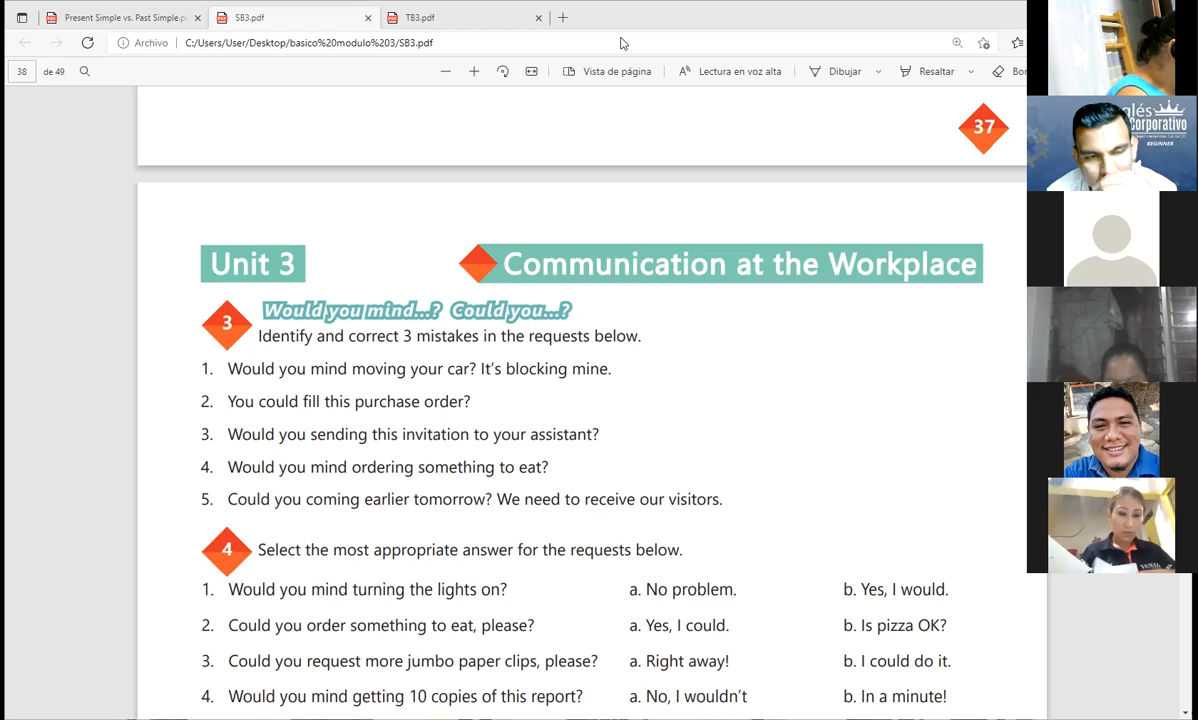 Present Simple vs. Past Simple.p
SB3.pdf
TB3.pdf
Archivo C:/Users/User/Desktop/basico%20modulo%203/SB3.pdf
38 de 49 Vista de página Lectura en voz alta Dibujar Resaltar Bor
37
Unit 3 Communication at the Workplace
3 Would you mind...? Could you...?
Identify and correct 3 mistakes in the requests below.
1. Would you mind moving your car? It's blocking mine.
2. You could fill this purchase order?
3. Would you sending this invitation to your assistant?
4. Would you mind ordering something to eat?
5. Could you coming earlier tomorrow? We need to receive our visitors.
4 Select the most appropriate answer for the requests below.
1. Would you mind turning the lights on? a. No problem. b. Yes, I would.
2. Could you order something to eat, please? a. Yes, I could. b. Is pizza OK?
3. Could you request more jumbo paper clips, please? a. Right away! b. I could do it.
4. Would you mind getting 10 copies of this report? a. No, I wouldn't b. In a minute!
glés
Corporativo
BEGINNER